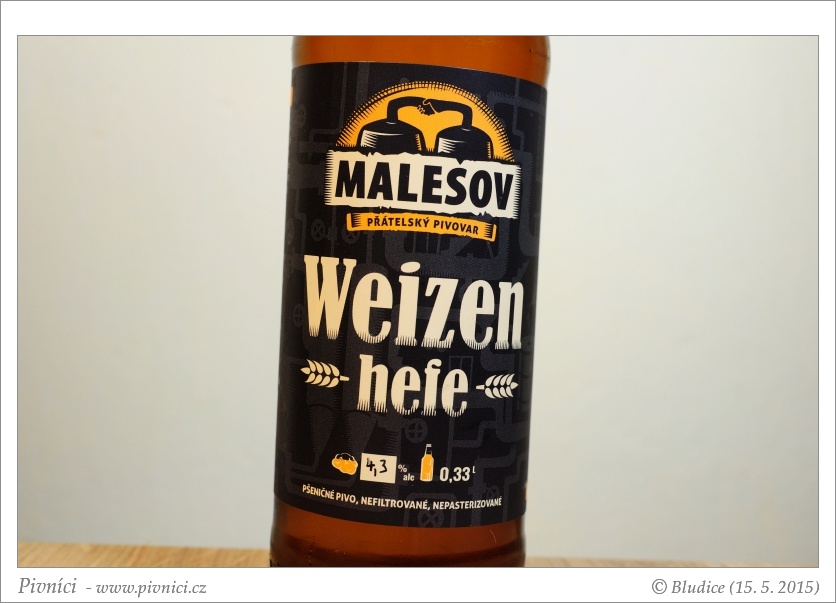 MALESOV
PŘÁTELSKÝ PIVOVAR
Weizen
hefe
4,3 % alc 0,33 l
PŠENIČNÉ PIVO, NEFILTROVANÉ, NEPASTERIZOVANÉ
Pivníci - www.pivnici.cz
© Bludice (15. 5. 2015)